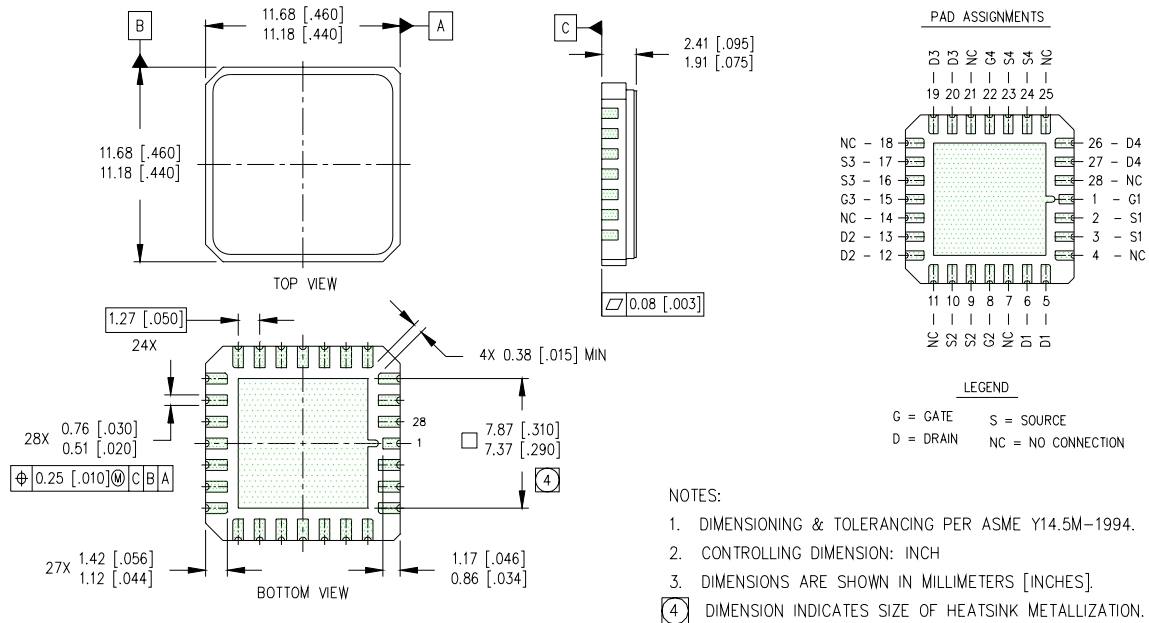 B
11.68 [.460]
11.18 [.440]
A
C
2.41 [.095]
1.91 [.075]
11.68 [.460]
11.18 [.440]
TOP VIEW
⏥ 0.08 [.003]
PAD ASSIGNMENTS
D3 D3 NC G4 S4 S4 NC
19 20 21 22 23 24 25
NC - 18
S3 - 17
S3 - 16
G3 - 15
NC - 14
D2 - 13
D2 - 12
26 - D4
27 - D4
28 - NC
1 - G1
2 - S1
3 - S1
4 - NC
11 10 9 8 7 6 5
NC S2 S2 G2 NC D1 D1
1.27 [.050]
24X
4X 0.38 [.015] MIN
28
1
28X 0.76 [.030]
0.51 [.020]
⌖ 0.25 [.010]Ⓜ C B A
□ 7.87 [.310]
7.37 [.290]
4
27X 1.42 [.056]
1.12 [.044]
1.17 [.046]
0.86 [.034]
BOTTOM VIEW
LEGEND
G = GATE S = SOURCE
D = DRAIN NC = NO CONNECTION
NOTES:
1. DIMENSIONING & TOLERANCING PER ASME Y14.5M-1994.
2. CONTROLLING DIMENSION: INCH
3. DIMENSIONS ARE SHOWN IN MILLIMETERS [INCHES].
4 DIMENSION INDICATES SIZE OF HEATSINK METALLIZATION.